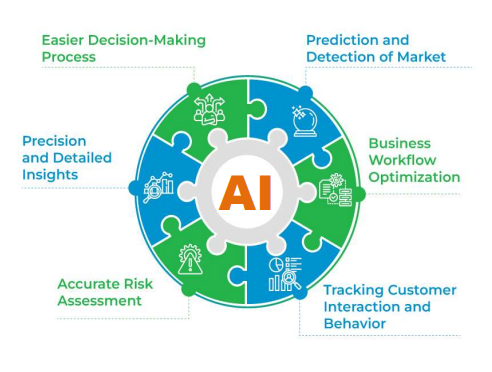 Easier Decision-Making
Process
Prediction and
Detection of Market
Precision
and Detailed
Insights
AI
Business
Workflow
Optimization
Accurate Risk
Assessment
Tracking Customer
Interaction and
Behavior